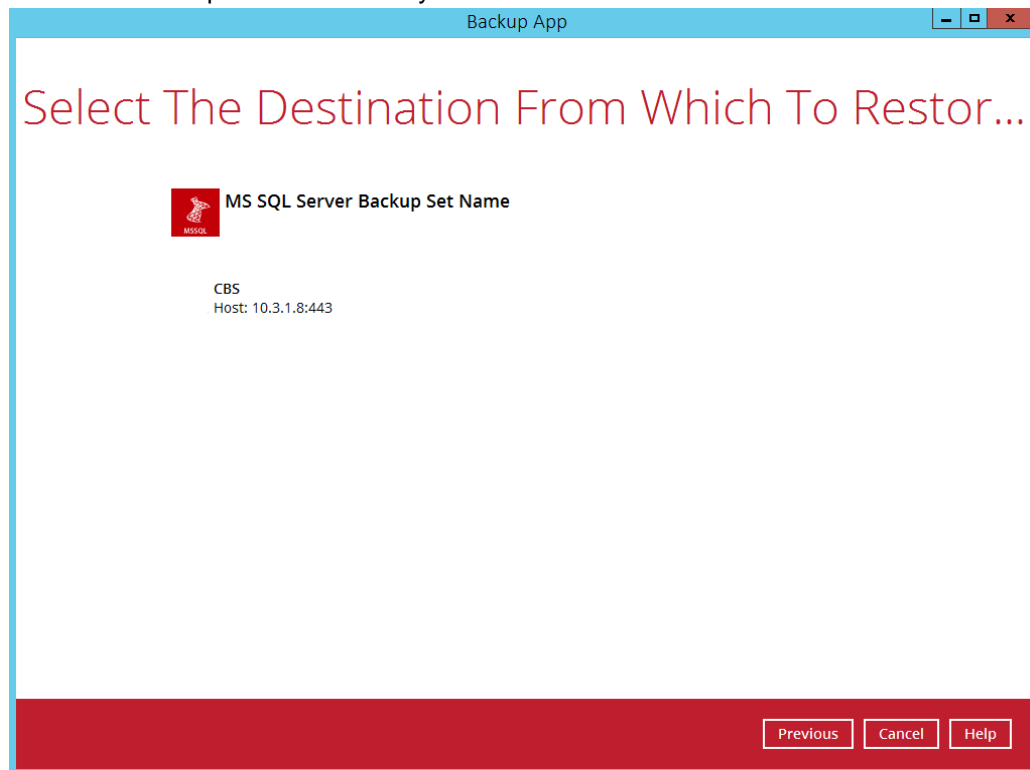 Backup App
Select The Destination From Which To Restor...
MS SQL Server Backup Set Name
MSSQL
CBS
Host: 10.3.1.8:443
Previous Cancel Help